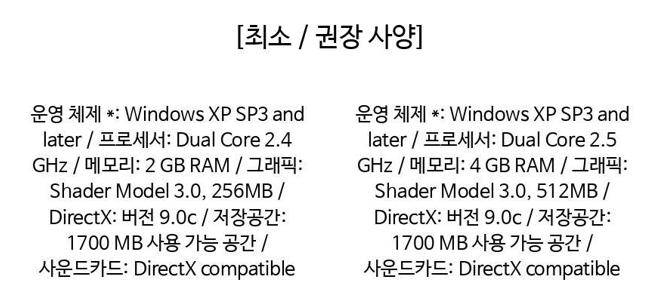 [최소 / 권장 사양]
운영 체제 *: Windows XP SP3 and
later / 프로세서: Dual Core 2.4
GHz / 메모리: 2 GB RAM / 그래픽:
Shader Model 3.0, 256MB /
DirectX: 버전 9.0c / 저장공간:
1700 MB 사용 가능 공간 /
사운드카드: DirectX compatible
운영 체제 *: Windows XP SP3 and
later / 프로세서: Dual Core 2.5
GHz / 메모리: 4 GB RAM / 그래픽:
Shader Model 3.0, 512MB /
DirectX: 버전 9.0c / 저장공간:
1700 MB 사용 가능 공간 /
사운드카드: DirectX compatible